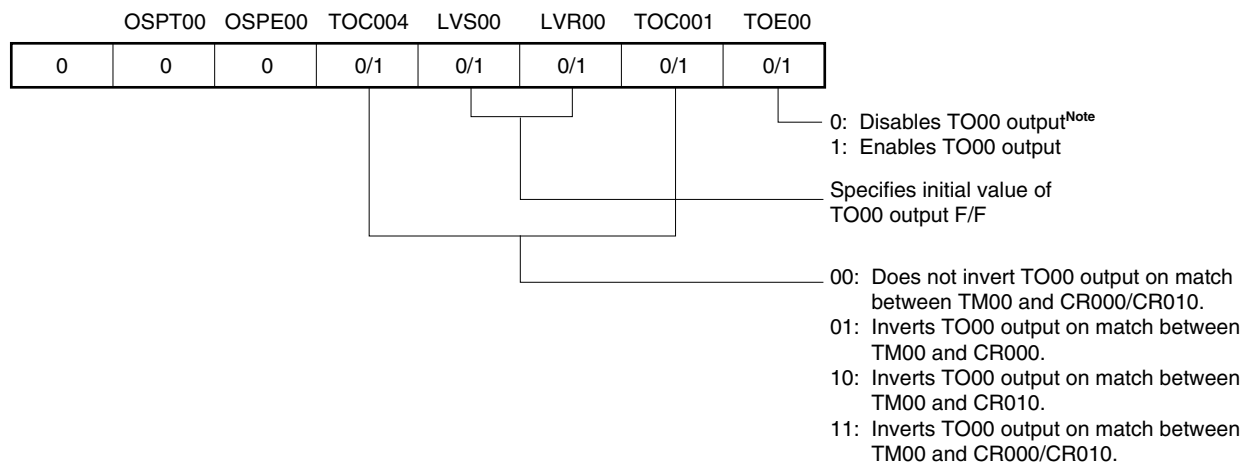 OSPT00 OSPE00 TOC004 LVS00 LVR00 TOC001 TOE00
0 0 0 0/1 0/1 0/1 0/1 0/1
0: Disables TO00 outputNote
1: Enables TO00 output
Specifies initial value of
TO00 output F/F
00: Does not invert TO00 output on match
between TM00 and CR000/CR010.
01: Inverts TO00 output on match between
TM00 and CR000.
10: Inverts TO00 output on match between
TM00 and CR010.
11: Inverts TO00 output on match between
TM00 and CR000/CR010.